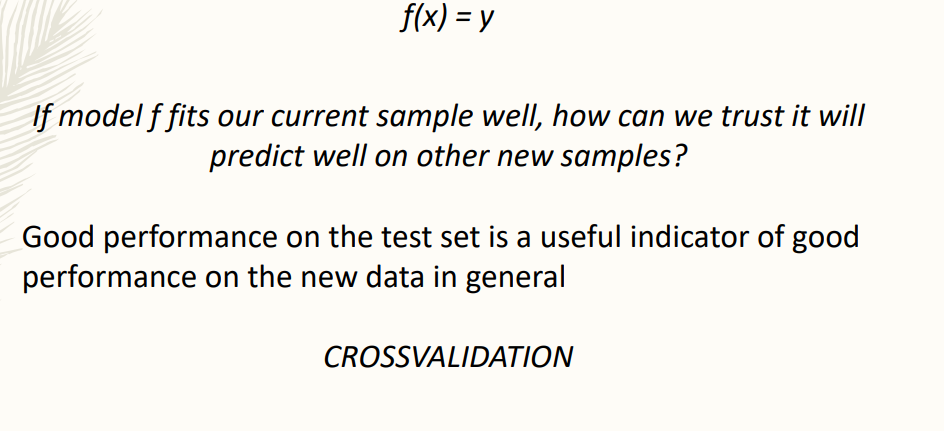 f(x) = y
If model f fits our current sample well, how can we trust it will
predict well on other new samples?
Good performance on the test set is a useful indicator of good
performance on the new data in general
CROSSVALIDATION